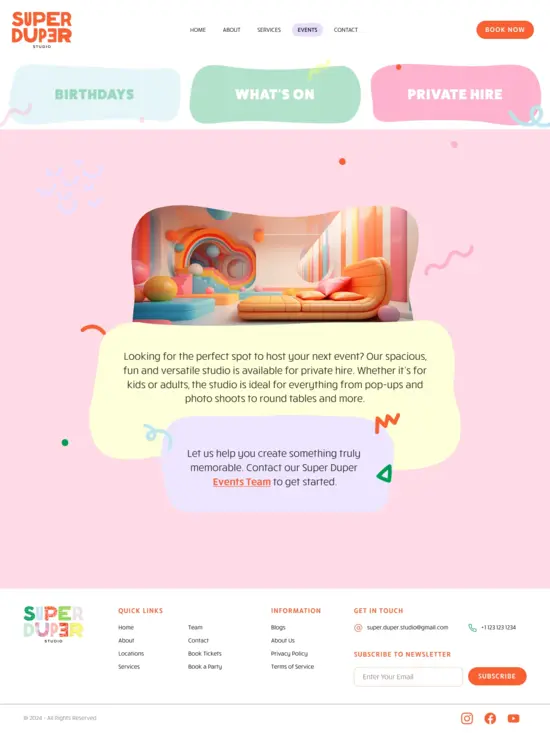 SUPER
DUPER
STUDIO
HOME
ABOUT
SERVICES
EVENTS
CONTACT
BOOK NOW
BIRTHDAYS
WHAT'S ON
PRIVATE HIRE
Looking for the perfect spot to host your next event? Our spacious,
fun and versatile studio is available for private hire. Whether it's for
kids or adults, the studio is ideal for everything from pop-ups and
photo shoots to round tables and more.
Let us help you create something truly
memorable. Contact our Super Duper
Events Team to get started.
SUPER
DUPER
STUDIO
QUICK LINKS
Home
About
Locations
Services
Team
Contact
Book Tickets
Book a Party
INFORMATION
Blogs
About Us
Privacy Policy
Terms of Service
GET IN TOUCH
super.duper.studio@gmail.com
+1 123 123 1234
SUBSCRIBE TO NEWSLETTER
Enter Your Email
SUBSCRIBE
© 2024 - All Rights Reserved